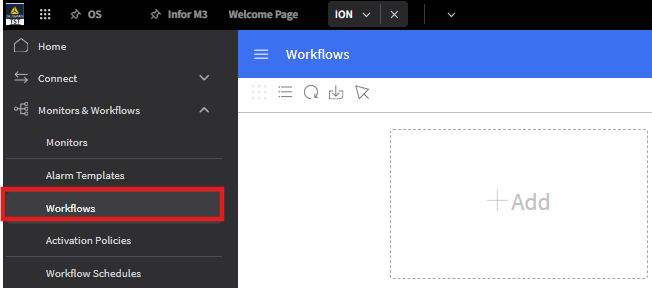 OS Infor M3 Welcome Page ION
TST
Home
Workflows
Connect
Monitors & Workflows
Monitors
Alarm Templates
Workflows
Add
Activation Policies
Workflow Schedules